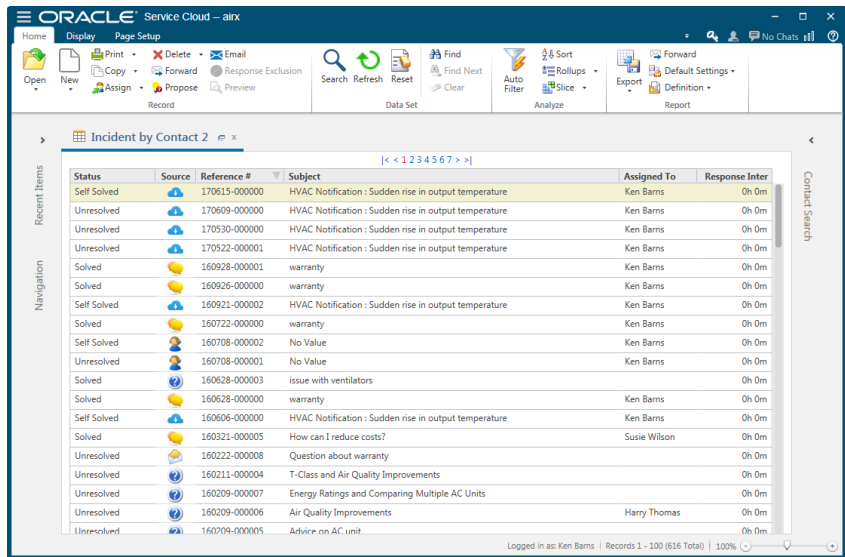 ORACLE Service Cloud – airx
Home Display Page Setup No Chats
Print Delete Email Find Sort Forward
Copy Forward Response Exclusion Find Next Rollups Default Settings
Assign Propose Preview Clear Slice Definition
Open New Search Refresh Reset Auto Filter Export
Record Data Set Analyze Report
Incident by Contact 2 x
Recent Items
Navigation
Contact Search
|< < 1 2 3 4 5 6 7 > >|
Status Source Reference # Subject Assigned To Response Inter
Self Solved 170615-000000 HVAC Notification : Sudden rise in output temperature Ken Barns 0h 0m
Unresolved 170609-000000 HVAC Notification : Sudden rise in output temperature Ken Barns 0h 0m
Unresolved 170530-000000 HVAC Notification : Sudden rise in output temperature Ken Barns 0h 0m
Unresolved 170522-000001 HVAC Notification : Sudden rise in output temperature Ken Barns 0h 0m
Solved 160928-000001 warranty Ken Barns 0h 0m
Solved 160926-000000 warranty Ken Barns 0h 0m
Self Solved 160921-000002 HVAC Notification : Sudden rise in output temperature Ken Barns 0h 0m
Solved 160722-000000 warranty Ken Barns 0h 0m
Self Solved 160708-000002 No Value Ken Barns 0h 0m
Unresolved 160708-000001 No Value Ken Barns 0h 0m
Solved 160628-000003 issue with ventilators 0h 0m
Solved 160628-000000 warranty Ken Barns 0h 0m
Self Solved 160606-000000 HVAC Notification : Sudden rise in output temperature Ken Barns 0h 0m
Solved 160321-000005 How can I reduce costs? Susie Wilson 0h 0m
Unresolved 160222-000008 Question about warranty 0h 0m
Unresolved 160211-000004 T-Class and Air Quality Improvements 0h 0m
Unresolved 160209-000007 Energy Ratings and Comparing Multiple AC Units 0h 0m
Unresolved 160209-000006 Air Quality Improvements Harry Thomas 0h 0m
Unresolved 160209-000005 Advice on AC unit 0h 0m
Logged in as: Ken Barns Records 1 - 100 (616 Total) 100%